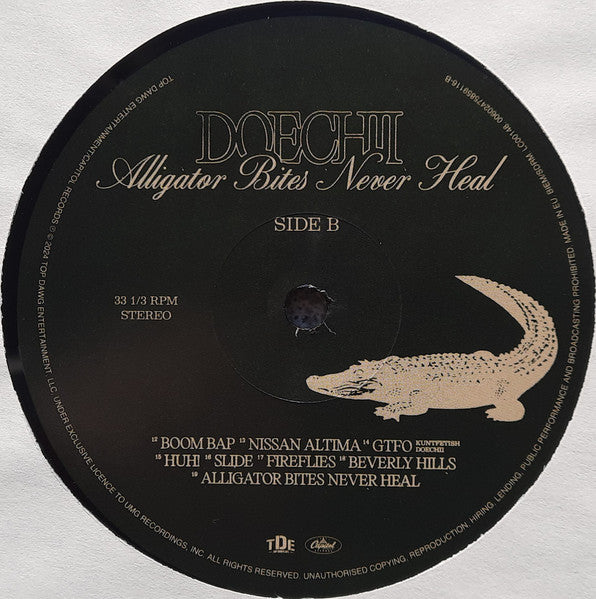 DOECHII
Alligator Bites Never Heal
SIDE B
33 1/3 RPM
STEREO
12 BOOM BAP 13 NISSAN ALTIMA 14 GTFO KUNTFETISH DOECHII
15 HUH! 16 SLIDE 17 FIREFLIES 18 BEVERLY HILLS
19 ALLIGATOR BITES NEVER HEAL
TDE
Capitol
TOP DAWG ENTERTAINMENT/CAPITOL RECORDS ℗ © 2024 TOP DAWG ENTERTAINMENT, LLC, UNDER EXCLUSIVE LICENCE TO UMG RECORDINGS, INC. ALL RIGHTS RESERVED. UNAUTHORISED COPYING, REPRODUCTION, HIRING, LENDING, PUBLIC PERFORMANCE AND BROADCASTING PROHIBITED. MADE IN EU. BIEM/SDRM. LC00148 00602475859116-B